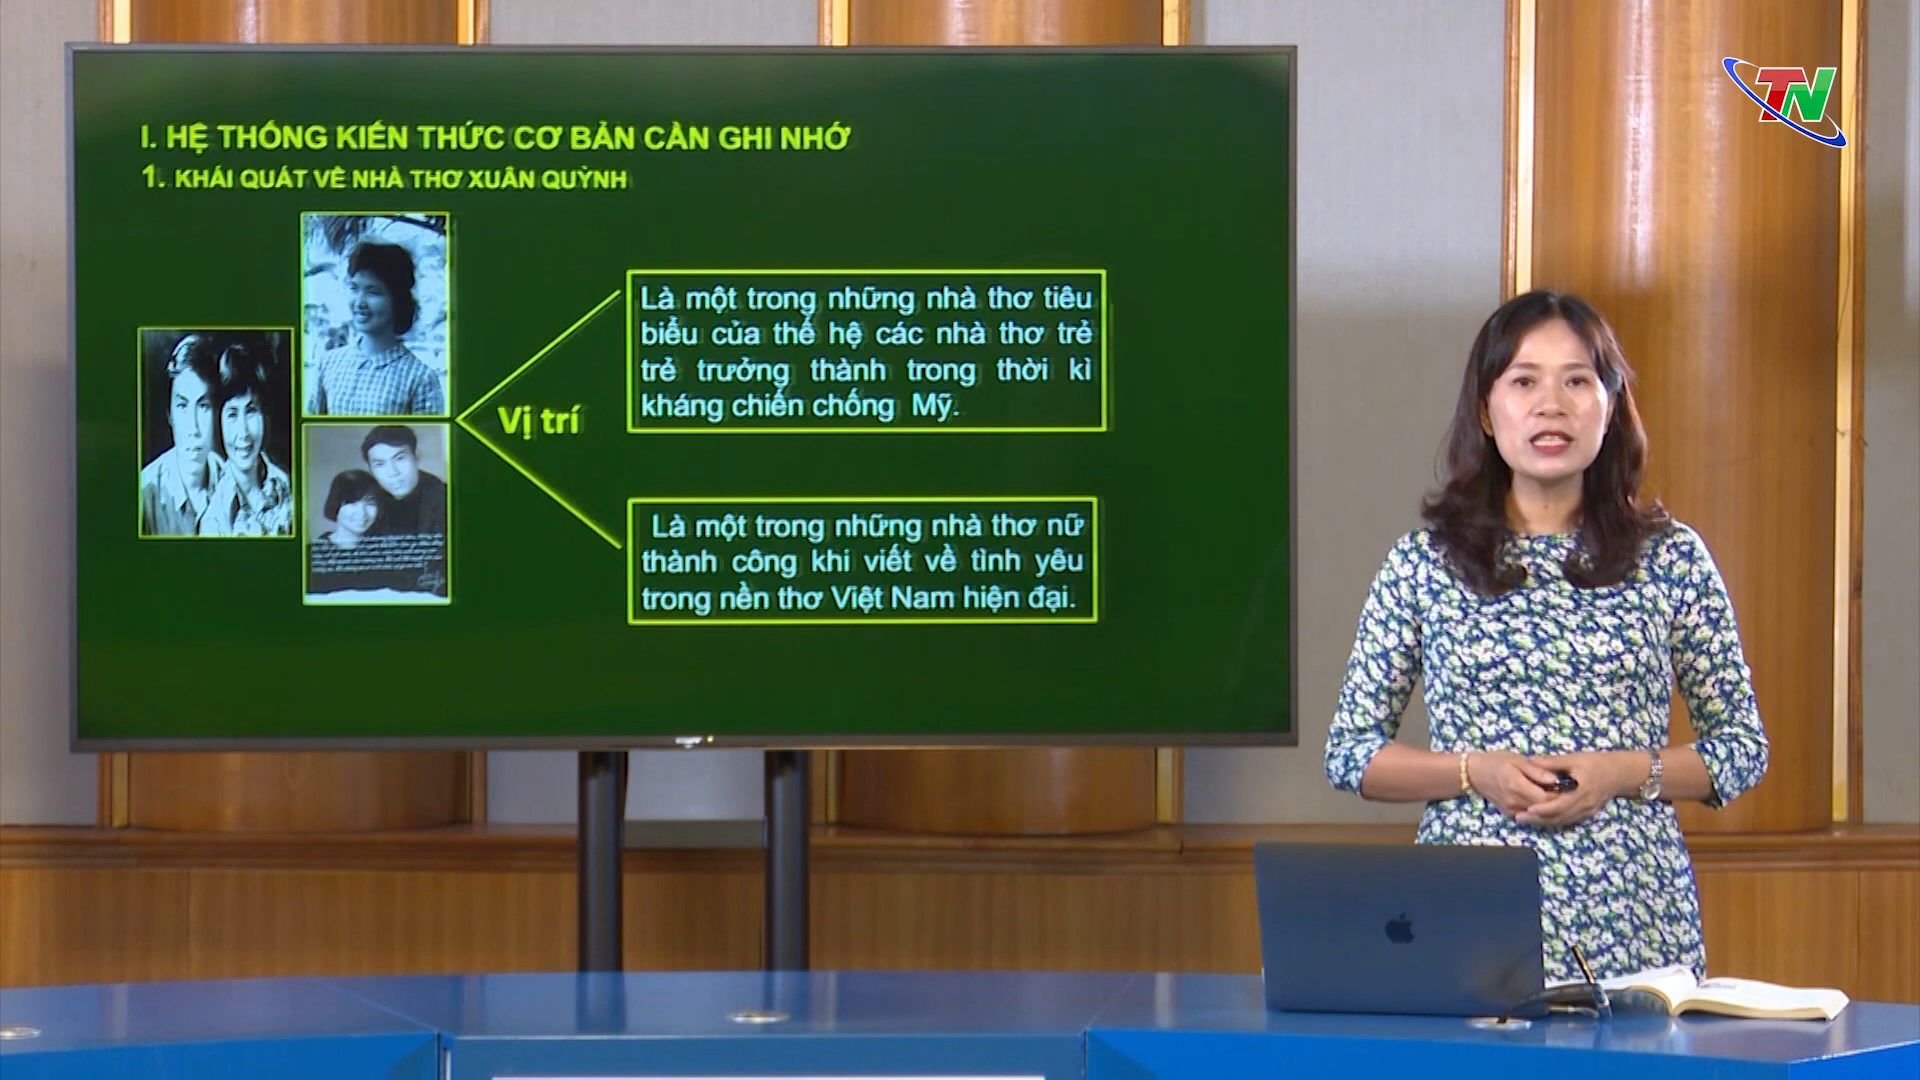 TN
I. HỆ THỐNG KIẾN THỨC CƠ BẢN CẦN GHI NHỚ
1. KHÁI QUÁT VỀ NHÀ THƠ XUÂN QUỲNH
Vị trí
Là một trong những nhà thơ tiêu
biểu của thế hệ các nhà thơ trẻ
trẻ trưởng thành trong thời kì
kháng chiến chống Mỹ.
Là một trong những nhà thơ nữ
thành công khi viết về tình yêu
trong nền thơ Việt Nam hiện đại.